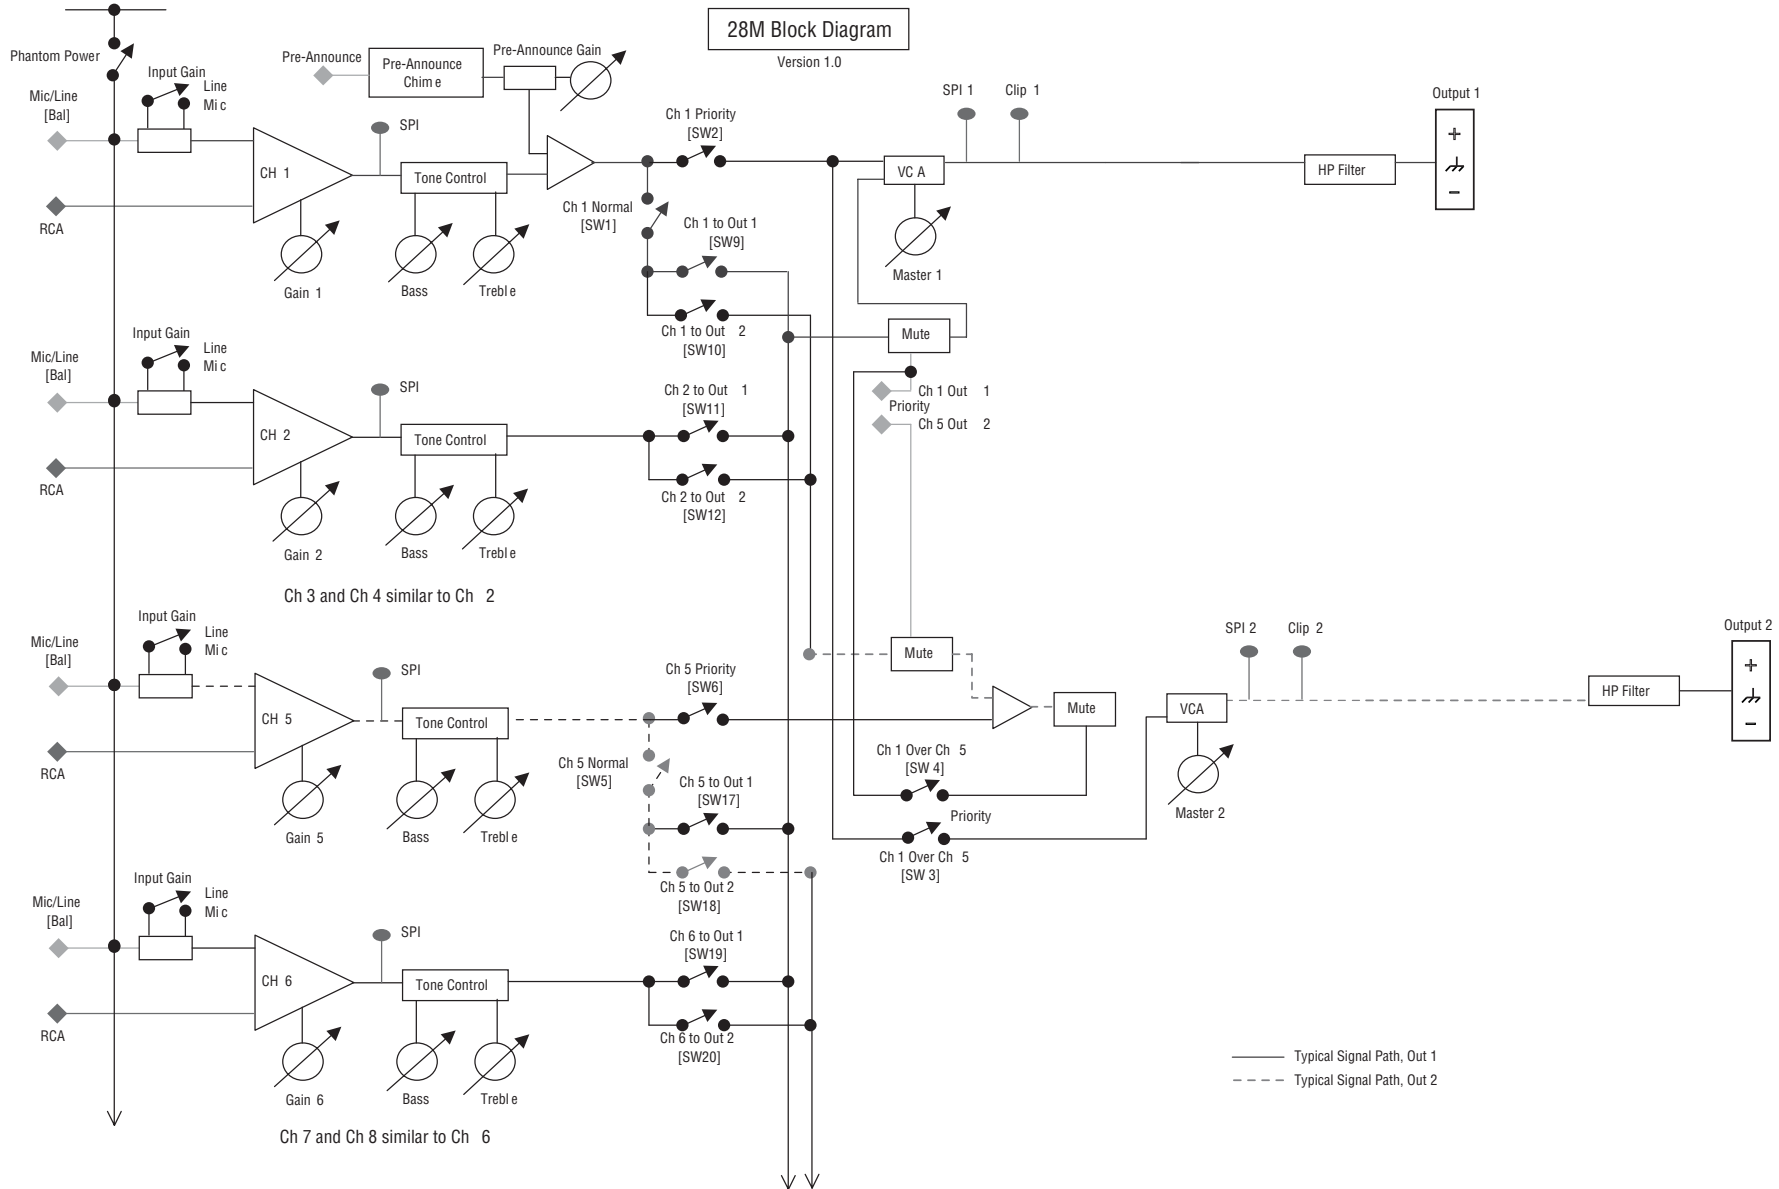 28M Block Diagram
Version 1.0
Phantom Power
Input Gain
Line
Mic
Mic/Line
[Bal]
RCA
CH 1
Gain 1
SPI
Tone Control
Bass
Treble
Pre-Announce
Pre-Announce
Chime
Pre-Announce Gain
Ch 1 Priority
[SW2]
Ch 1 Normal
[SW1]
Ch 1 to Out 1
[SW9]
Ch 1 to Out 2
[SW10]
VCA
Master 1
SPI 1
Clip 1
HP Filter
Output 1
+
−
Mute
Ch 1 Out 1
Priority
Ch 5 Out 2
Input Gain
Line
Mic
Mic/Line
[Bal]
RCA
CH 2
Gain 2
SPI
Tone Control
Bass
Treble
Ch 2 to Out 1
[SW11]
Ch 2 to Out 2
[SW12]
Ch 3 and Ch 4 similar to Ch 2
Input Gain
Line
Mic
Mic/Line
[Bal]
RCA
CH 5
Gain 5
SPI
Tone Control
Bass
Treble
Ch 5 Priority
[SW6]
Ch 5 Normal
[SW5]
Ch 5 to Out 1
[SW17]
Ch 5 to Out 2
[SW18]
Mute
Mute
Ch 1 Over Ch 5
[SW 4]
Priority
Ch 1 Over Ch 5
[SW 3]
VCA
Master 2
SPI 2
Clip 2
HP Filter
Output 2
+
−
Input Gain
Line
Mic
Mic/Line
[Bal]
RCA
CH 6
Gain 6
SPI
Tone Control
Bass
Treble
Ch 6 to Out 1
[SW19]
Ch 6 to Out 2
[SW20]
Ch 7 and Ch 8 similar to Ch 6
Typical Signal Path, Out 1
Typical Signal Path, Out 2